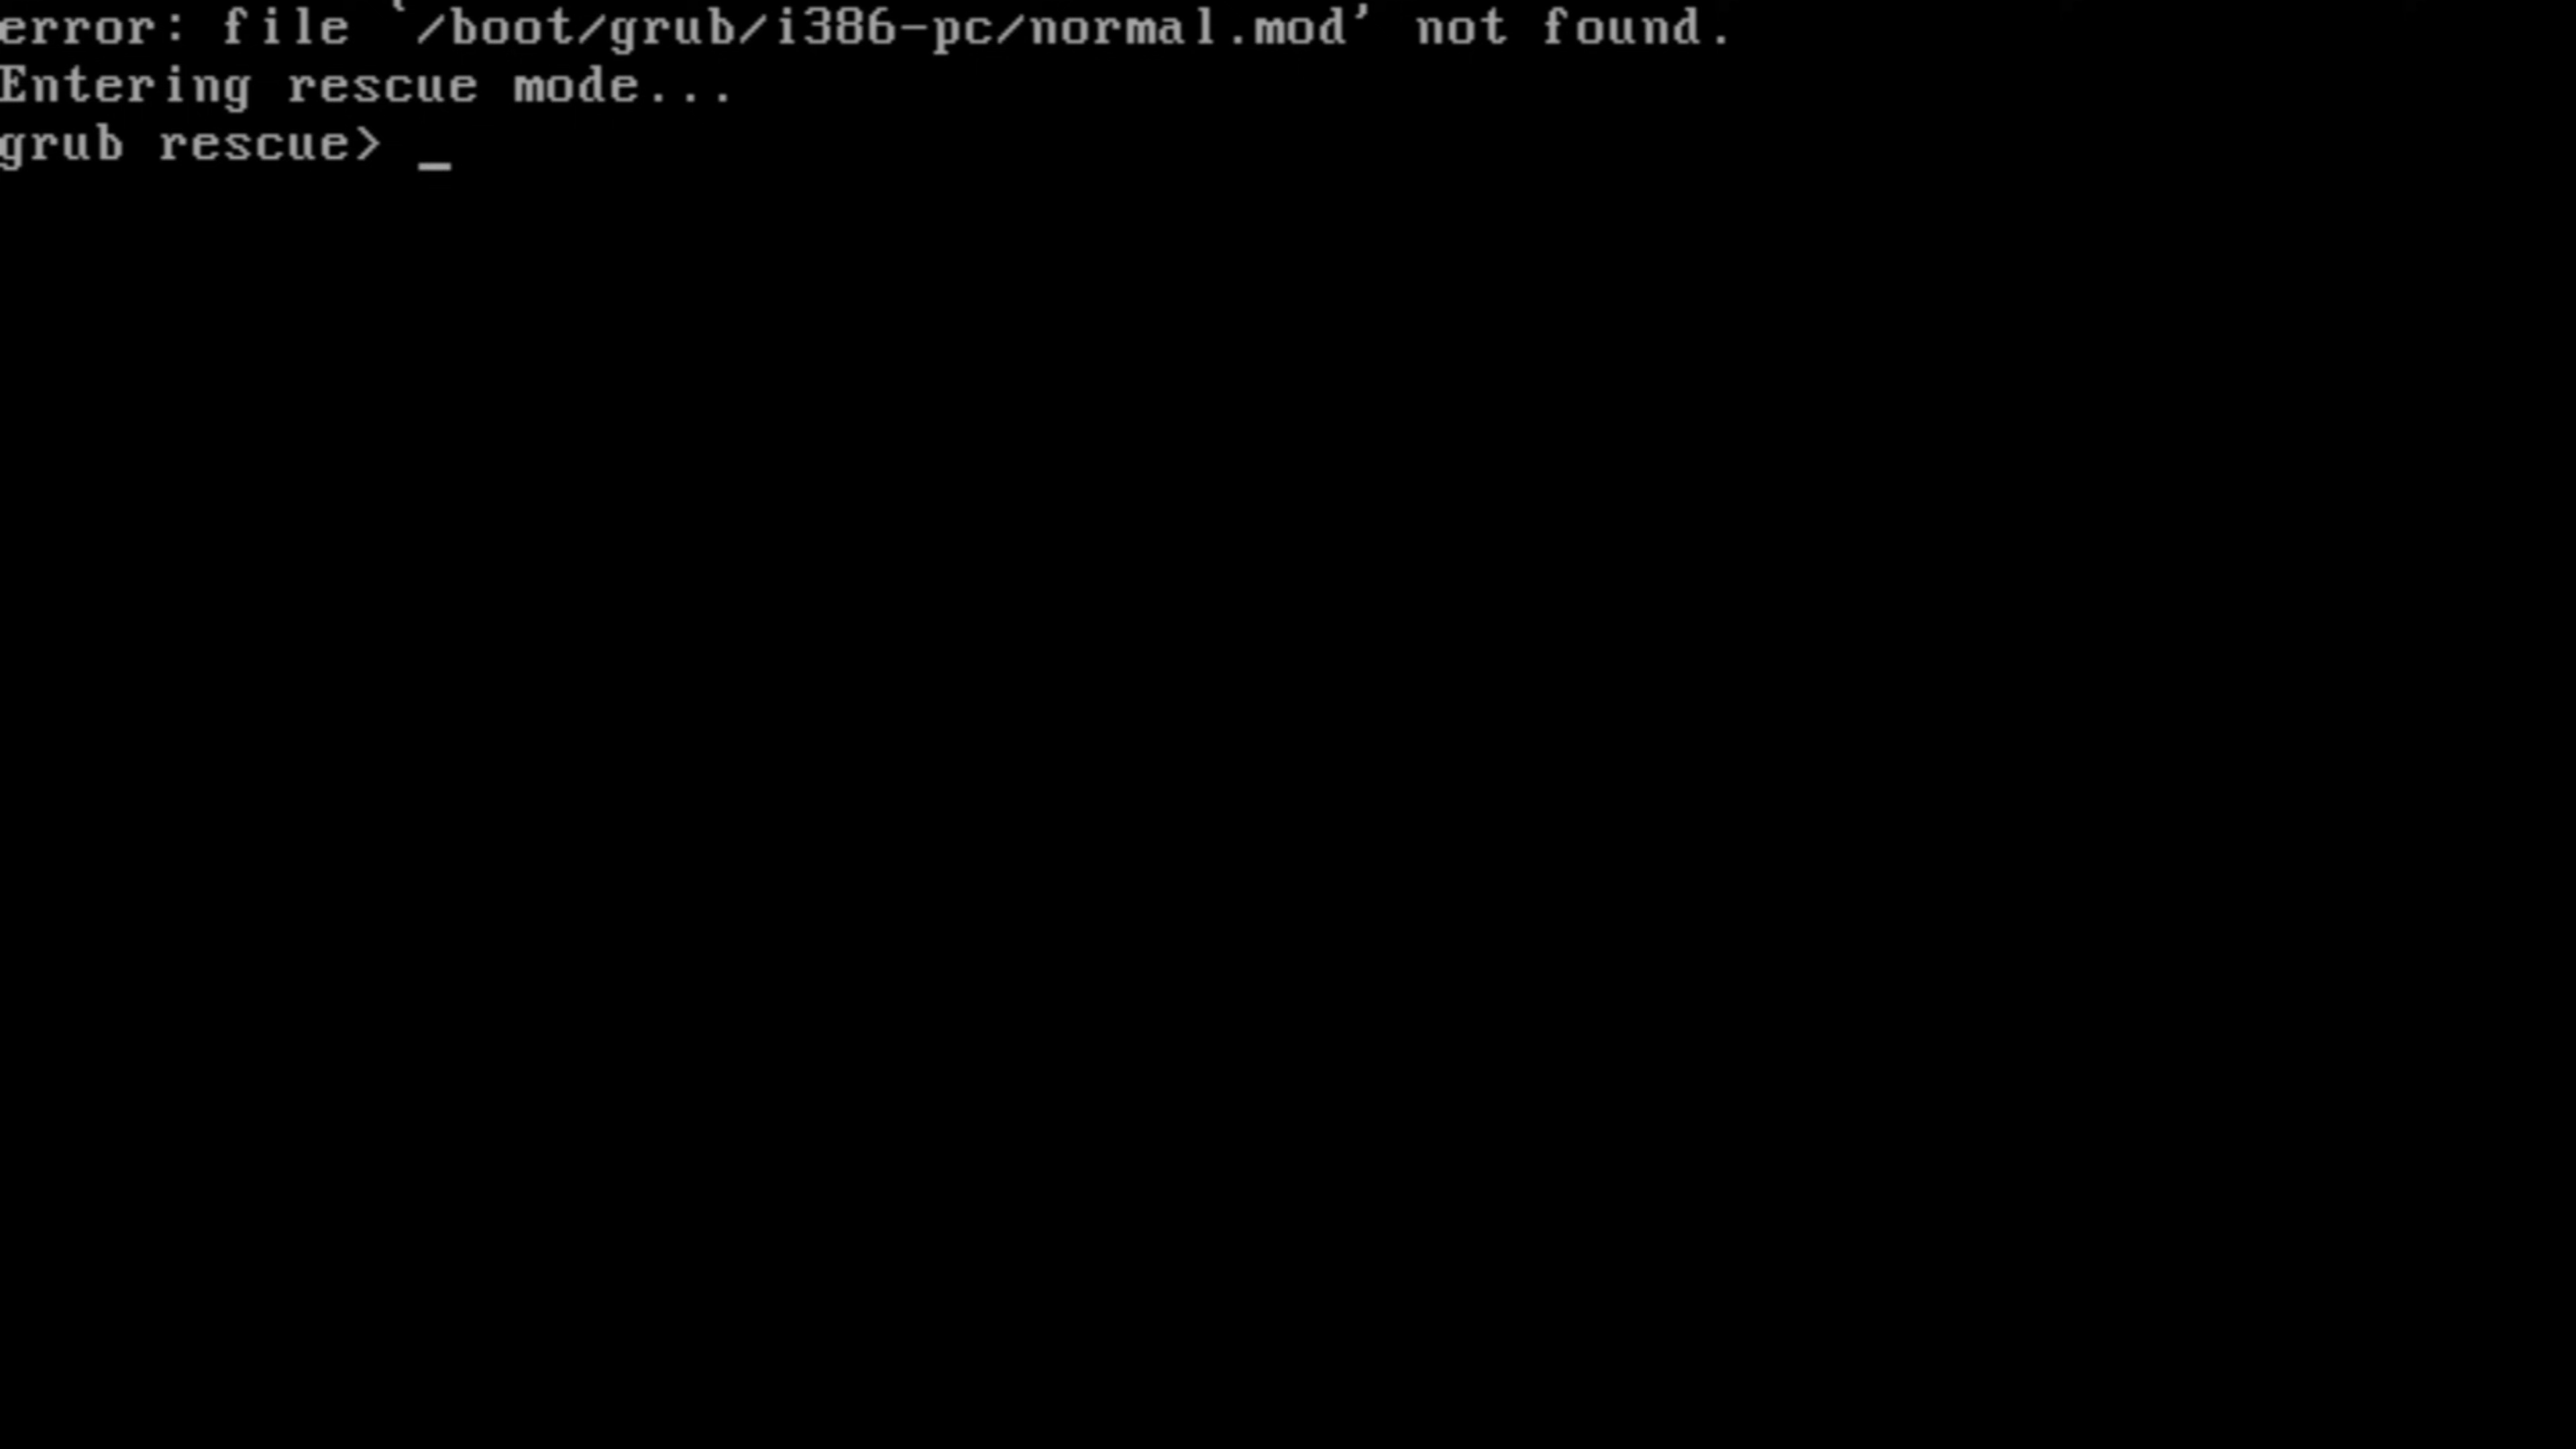 error: file `/boot/grub/i386-pc/normal.mod' not found.
Entering rescue mode...
grub rescue> _